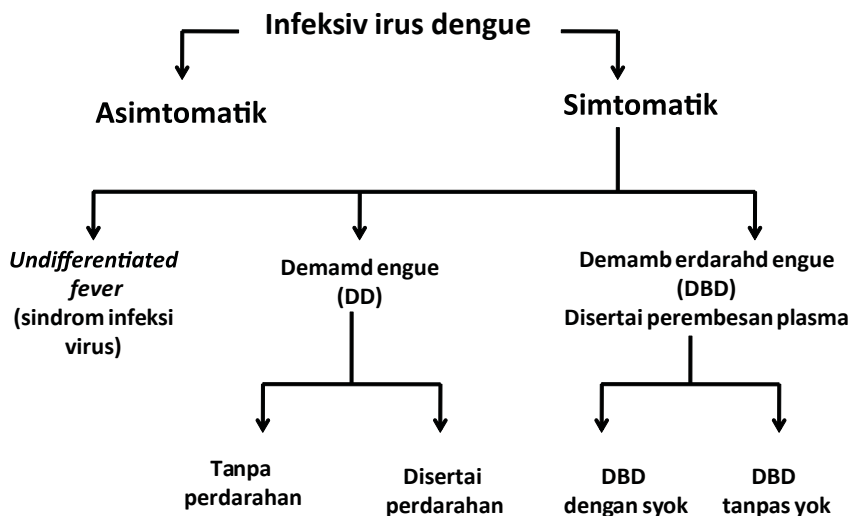 Infeksiv irus dengue
Asimtomatik
Simtomatik
Undifferentiated
fever
(sindrom infeksi
virus)
Demamd engue
(DD)
Demamb erdarahd engue
(DBD)
Disertai perembesan plasma
Tanpa
perdarahan
Disertai
perdarahan
DBD
dengan syok
DBD
tanpas yok